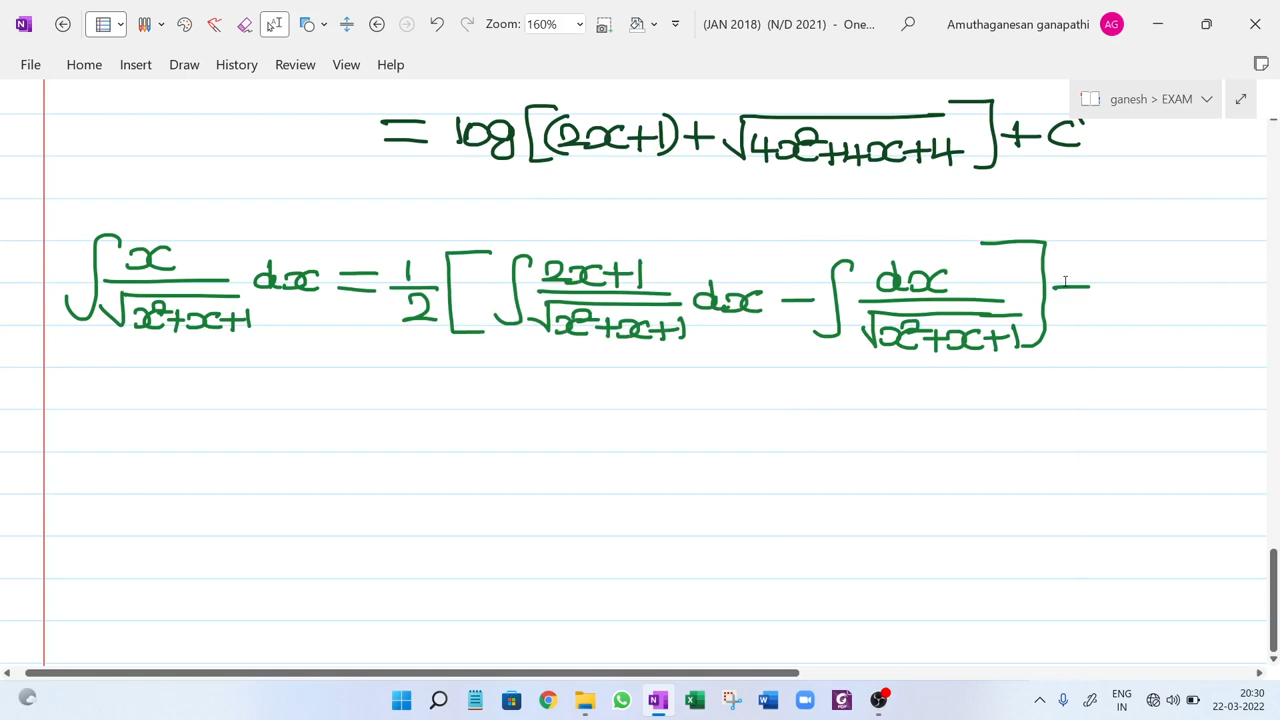 Zoom: 160% (JAN 2018) (N/D 2021) - One... Amuthaganesan ganapathi AG
File Home Insert Draw History Review View Help
ganesh > EXAM
= log[(2x+1)+√(4x²+4x+4)]+c'
∫ x/√(x²+x+1) dx = 1/2 [ ∫ (2x+1)/√(x²+x+1) dx − ∫ dx/√(x²+x+1) ] −
ENG
IN
20:30
22-03-2022